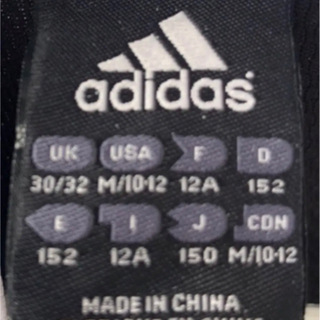 adidas
UK USA F D
30/32 M/10-12 12A 152
E I J CDN
152 12A 150 M/10-12
MADE IN CHINA